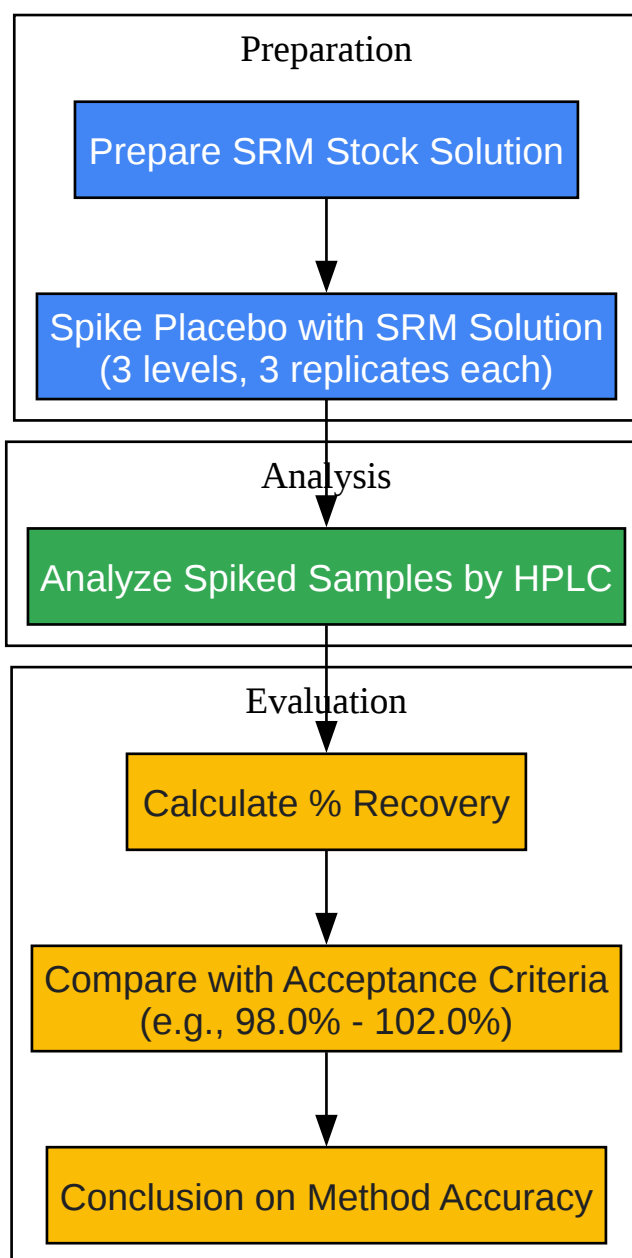 Preparation
Prepare SRM Stock Solution
Spike Placebo with SRM Solution
(3 levels, 3 replicates each)
Analysis
Analyze Spiked Samples by HPLC
Evaluation
Calculate % Recovery
Compare with Acceptance Criteria
(e.g., 98.0% - 102.0%)
Conclusion on Method Accuracy